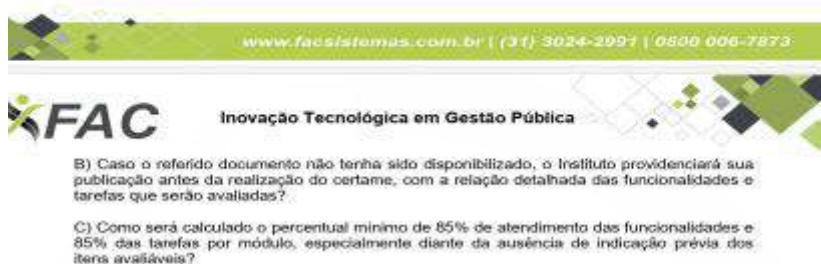 www.facsistemas.com.br | (31) 3024-2991 | 0800 006-7873
FAC
Inovação Tecnológica em Gestão Pública
B) Caso o referido documento não tenha sido disponibilizado, o Instituto providenciará sua
publicação antes da realização do certame, com a relação detalhada das funcionalidades e
tarefas que serão avaliadas?
C) Como será calculado o percentual mínimo de 85% de atendimento das funcionalidades e
85% das tarefas por módulo, especialmente diante da ausência de indicação prévia dos
itens avaliáveis?